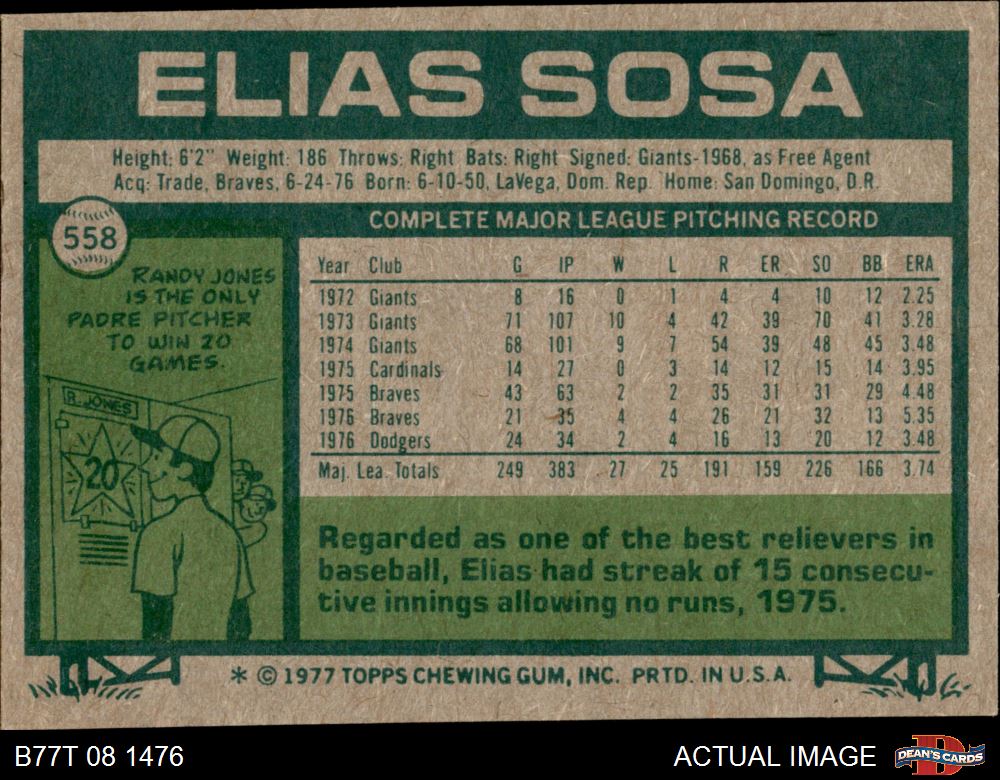 ELIAS SOSA
Height: 6'2" Weight: 186 Throws: Right Bats: Right Signed: Giants-1968, as Free Agent
Acq: Trade, Braves, 6-24-76 Born: 6-10-50, LaVega, Dom. Rep. Home: San Domingo, D.R.
558
RANDY JONES
IS THE ONLY
PADRE PITCHER
TO WIN 20
GAMES.
R. JONES
20
COMPLETE MAJOR LEAGUE PITCHING RECORD
Year Club G IP W L R ER SO BB ERA
1972 Giants 8 16 0 1 4 4 10 12 2.25
1973 Giants 71 107 10 4 42 39 70 41 3.28
1974 Giants 68 101 9 7 54 39 48 45 3.48
1975 Cardinals 14 27 0 3 14 12 15 14 3.95
1975 Braves 43 63 2 2 35 31 31 29 4.48
1976 Braves 21 35 4 4 26 21 32 13 5.35
1976 Dodgers 24 34 2 4 16 13 20 12 3.48
Maj. Lea. Totals 249 383 27 25 191 159 226 166 3.74
Regarded as one of the best relievers in
baseball, Elias had streak of 15 consecu-
tive innings allowing no runs, 1975.
* © 1977 TOPPS CHEWING GUM, INC. PRTD. IN U.S.A.
B77T 08 1476
ACTUAL IMAGE
D
DEAN'S CARDS